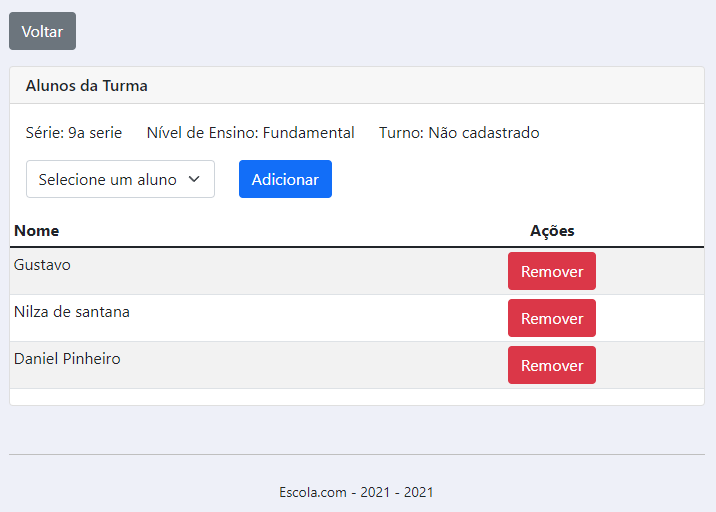 Voltar
Alunos da Turma
Série: 9a serie Nível de Ensino: Fundamental Turno: Não cadastrado
Selecione um aluno Adicionar
Nome Ações
Gustavo Remover
Nilza de santana Remover
Daniel Pinheiro Remover
Escola.com - 2021 - 2021